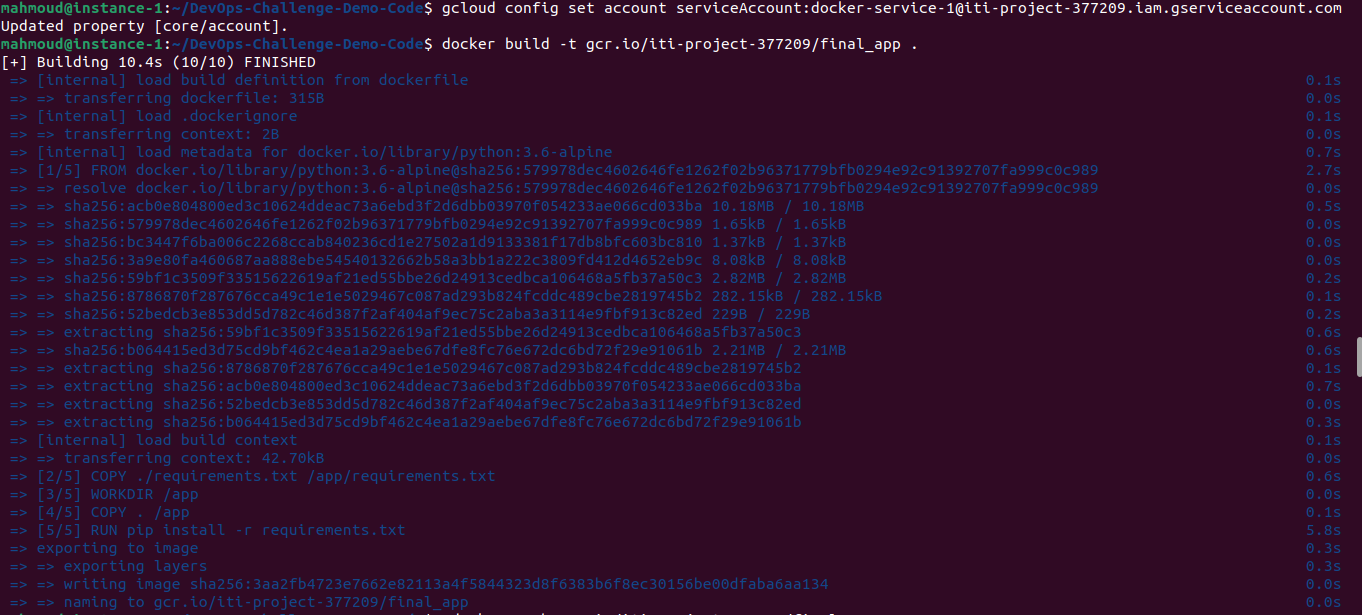 mahmoud@instance-1:~/DevOps-Challenge-Demo-Code$ gcloud config set account serviceAccount:docker-service-1@iti-project-377209.iam.gserviceaccount.com
Updated property [core/account].
mahmoud@instance-1:~/DevOps-Challenge-Demo-Code$ docker build -t gcr.io/iti-project-377209/final_app .
[+] Building 10.4s (10/10) FINISHED
=> [internal] load build definition from dockerfile 0.1s
=> => transferring dockerfile: 315B 0.0s
=> [internal] load .dockerignore 0.1s
=> => transferring context: 2B 0.0s
=> [internal] load metadata for docker.io/library/python:3.6-alpine 0.7s
=> [1/5] FROM docker.io/library/python:3.6-alpine@sha256:579978dec4602646fe1262f02b96371779bfb0294e92c91392707fa999c0c989 2.7s
=> => resolve docker.io/library/python:3.6-alpine@sha256:579978dec4602646fe1262f02b96371779bfb0294e92c91392707fa999c0c989 0.0s
=> => sha256:acb0e804800ed3c10624ddeac73a6ebd3f2d6dbb03970f054233ae066cd033ba 10.18MB / 10.18MB 0.5s
=> => sha256:579978dec4602646fe1262f02b96371779bfb0294e92c91392707fa999c0c989 1.65kB / 1.65kB 0.0s
=> => sha256:bc3447f6ba006c2268ccab840236cd1e27502a1d9133381f17db8bfc603bc810 1.37kB / 1.37kB 0.0s
=> => sha256:3a9e80fa460687aa888ebe54540132662b58a3bb1a222c3809fd412d4652eb9c 8.08kB / 8.08kB 0.0s
=> => sha256:59bf1c3509f33515622619af21ed55bbe26d24913cedbca106468a5fb37a50c3 2.82MB / 2.82MB 0.2s
=> => sha256:8786870f287676cca49c1e1e5029467c087ad293b824fcddc489cbe2819745b2 282.15kB / 282.15kB 0.1s
=> => sha256:52bedcb3e853dd5d782c46d387f2af404af9ec75c2aba3a3114e9fbf913c82ed 229B / 229B 0.2s
=> => extracting sha256:59bf1c3509f33515622619af21ed55bbe26d24913cedbca106468a5fb37a50c3 0.6s
=> => sha256:b064415ed3d75cd9bf462c4ea1a29aebe67dfe8fc76e672dc6bd72f29e91061b 2.21MB / 2.21MB 0.6s
=> => extracting sha256:8786870f287676cca49c1e1e5029467c087ad293b824fcddc489cbe2819745b2 0.1s
=> => extracting sha256:acb0e804800ed3c10624ddeac73a6ebd3f2d6dbb03970f054233ae066cd033ba 0.7s
=> => extracting sha256:52bedcb3e853dd5d782c46d387f2af404af9ec75c2aba3a3114e9fbf913c82ed 0.0s
=> => extracting sha256:b064415ed3d75cd9bf462c4ea1a29aebe67dfe8fc76e672dc6bd72f29e91061b 0.3s
=> [internal] load build context 0.1s
=> => transferring context: 42.70kB 0.0s
=> [2/5] COPY ./requirements.txt /app/requirements.txt 0.6s
=> [3/5] WORKDIR /app 0.0s
=> [4/5] COPY . /app 0.1s
=> [5/5] RUN pip install -r requirements.txt 5.8s
=> exporting to image 0.3s
=> => exporting layers 0.3s
=> => writing image sha256:3aa2fb4723e7662e82113a4f5844323d8f6383b6f8ec30156be00dfaba6aa134 0.0s
=> => naming to gcr.io/iti-project-377209/final_app 0.0s